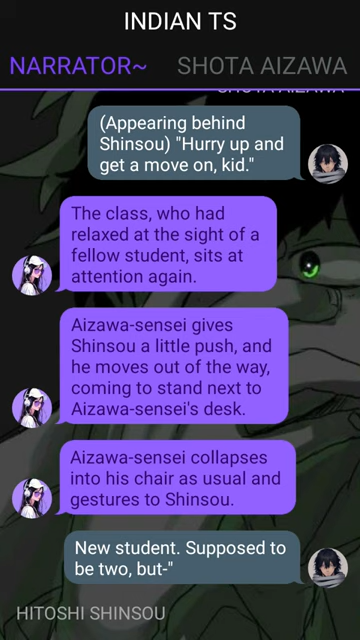 INDIAN TS
NARRATOR~ SHOTA AIZAWA
SHOTA AIZAWA
(Appearing behind
Shinsou) "Hurry up and
get a move on, kid."
The class, who had
relaxed at the sight of a
fellow student, sits at
attention again.
Aizawa-sensei gives
Shinsou a little push, and
he moves out of the way,
coming to stand next to
Aizawa-sensei's desk.
Aizawa-sensei collapses
into his chair as usual and
gestures to Shinsou.
New student. Supposed to
be two, but-"
HITOSHI SHINSOU